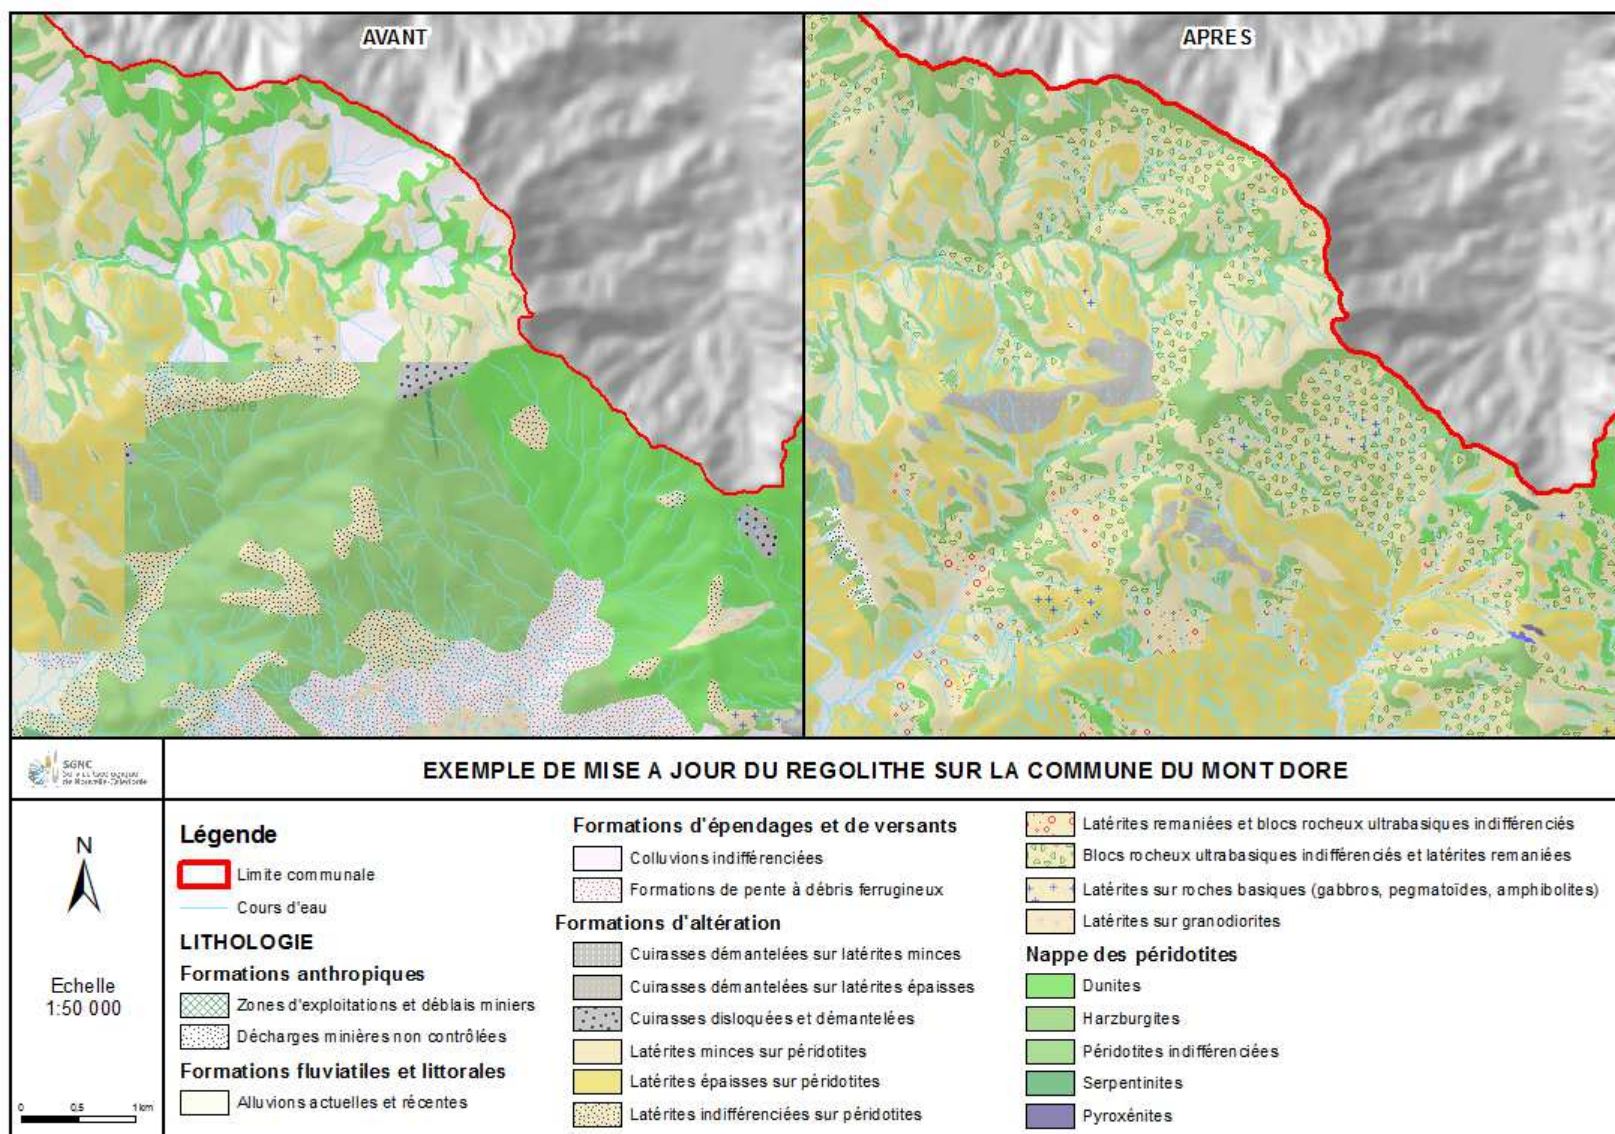 AVANT
APRES
SGNC
Service Géologique
de Nouvelle-Calédonie
EXEMPLE DE MISE A JOUR DU REGOLITHE SUR LA COMMUNE DU MONT DORE
N
Echelle
1:50 000
0 0,5 1 km
Légende
Limite communale
Cours d'eau
LITHOLOGIE
Formations anthropiques
Zones d'exploitations et déblais miniers
Décharges minières non contrôlées
Formations fluviatiles et littorales
Alluvions actuelles et récentes
Formations d'épendages et de versants
Colluvions indifférenciées
Formations de pente à débris ferrugineux
Formations d'altération
Cuirasses démantelées sur latérites minces
Cuirasses démantelées sur latérites épaisses
Cuirasses disloquées et démantelées
Latérites minces sur péridotites
Latérites épaisses sur péridotites
Latérites indifférenciées sur péridotites
Latérites remaniées et blocs rocheux ultrabasiques indifférenciés
Blocs rocheux ultrabasiques indifférenciés et latérites remaniées
Latérites sur roches basiques (gabbros, pegmatoïdes, amphibolites)
Latérites sur granodiorites
Nappe des péridotites
Dunites
Harzburgites
Péridotites indifférenciées
Serpentinites
Pyroxénites